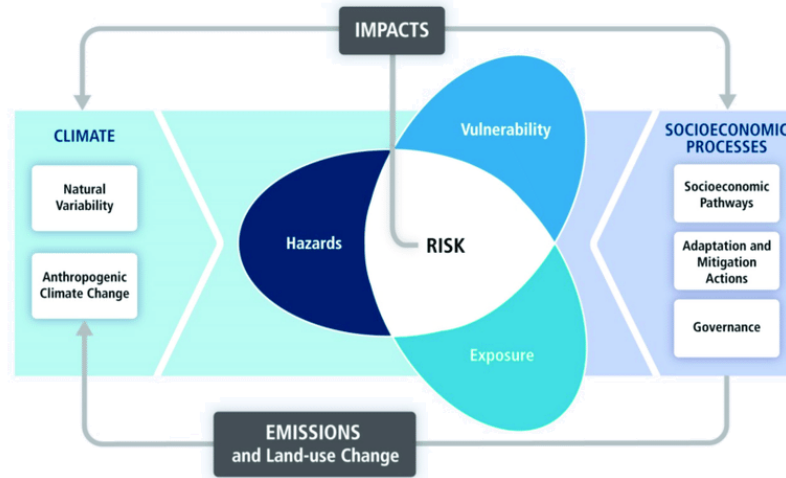 IMPACTS
CLIMATE
Natural
Variability
Anthropogenic
Climate Change
Vulnerability
Hazards
RISK
Exposure
SOCIOECONOMIC
PROCESSES
Socioeconomic
Pathways
Adaptation and
Mitigation
Actions
Governance
EMISSIONS
and Land-use Change